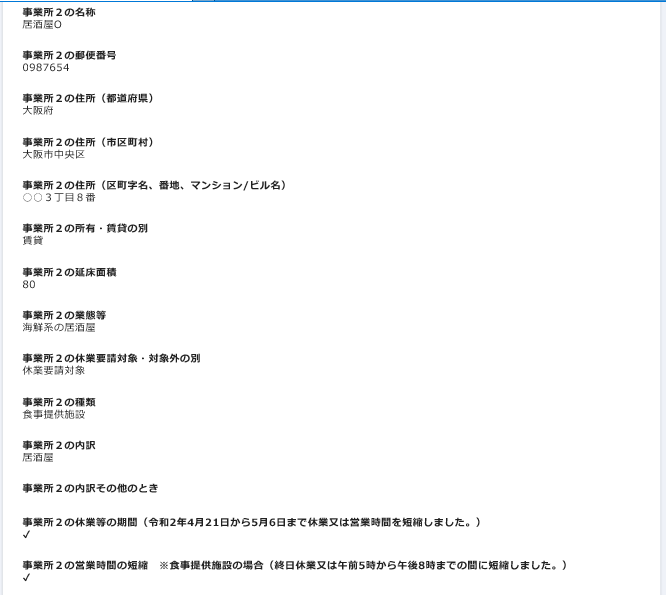 事業所２の名称
居酒屋O
事業所２の郵便番号
0987654
事業所２の住所（都道府県）
大阪府
事業所２の住所（市区町村）
大阪市中央区
事業所２の住所（区町字名、番地、マンション/ビル名）
○○３丁目８番
事業所２の所有・賃貸の別
賃貸
事業所２の延床面積
80
事業所２の業態等
海鮮系の居酒屋
事業所２の休業要請対象・対象外の別
休業要請対象
事業所２の種類
食事提供施設
事業所２の内訳
居酒屋
事業所２の内訳その他のとき
事業所２の休業等の期間（令和2年4月21日から5月6日まで休業又は営業時間を短縮しました。）
✓
事業所２の営業時間の短縮　※食事提供施設の場合（終日休業又は午前5時から午後8時までの間に短縮しました。）
✓